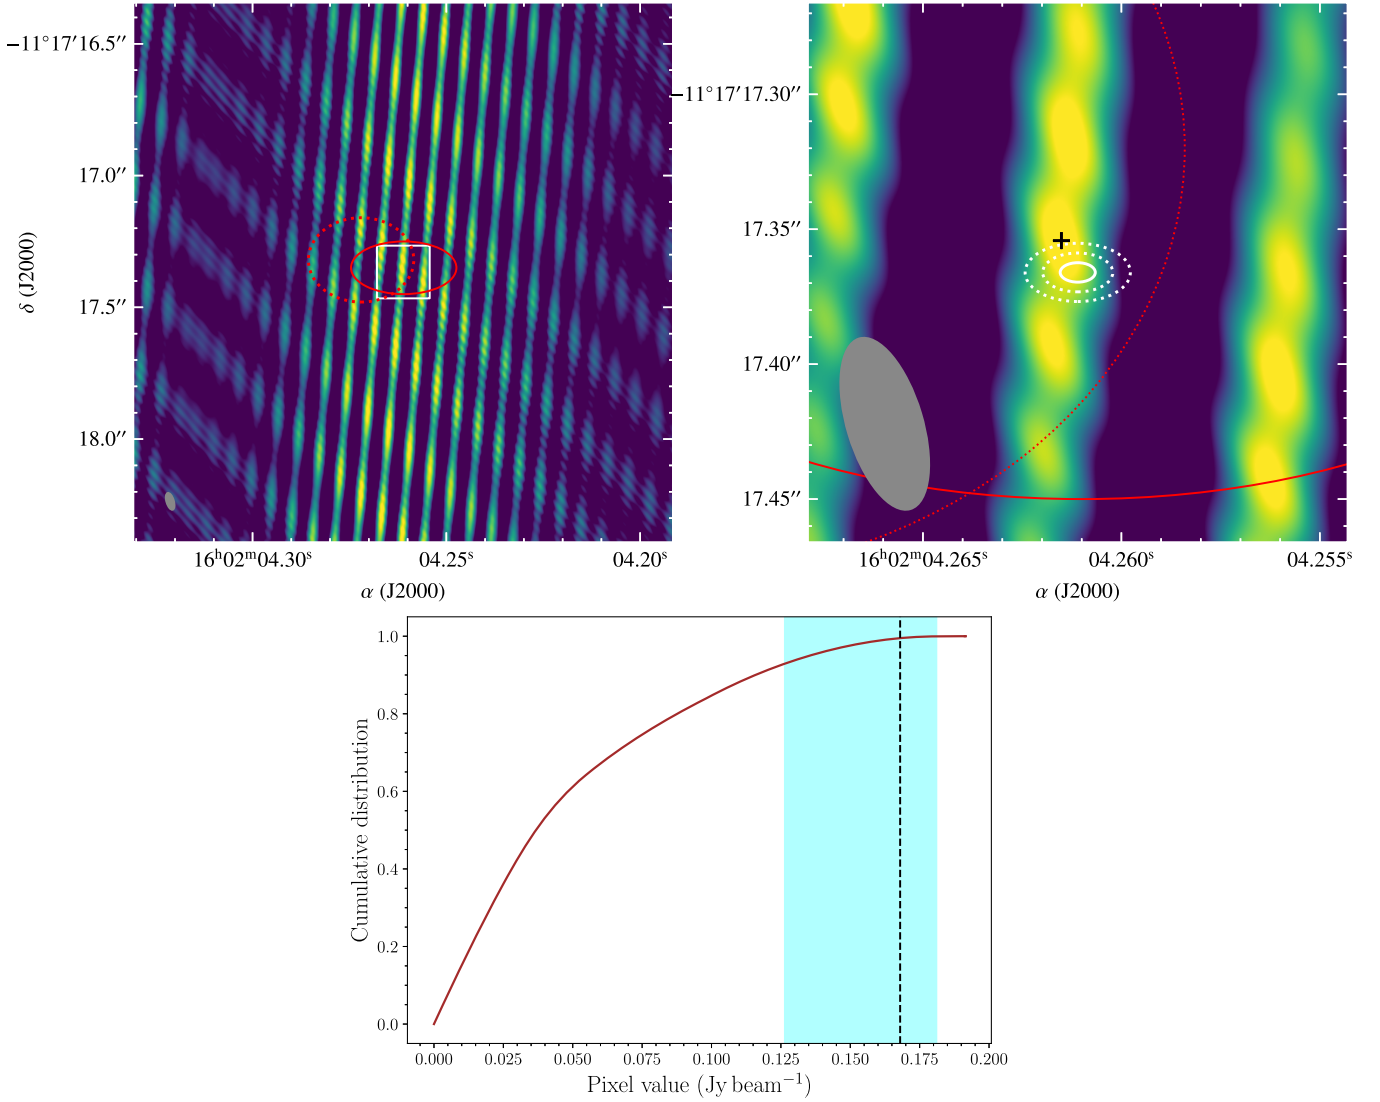 −11°17′16.5″
17.0″
17.5″
18.0″
δ (J2000)
16ʰ02ᵐ04.30ˢ
04.25ˢ
04.20ˢ
α (J2000)
−11°17′17.30″
17.35″
17.40″
17.45″
16ʰ02ᵐ04.265ˢ
04.260ˢ
04.255ˢ
α (J2000)
1.0
0.8
0.6
0.4
0.2
0.0
Cumulative distribution
0.000 0.025 0.050 0.075 0.100 0.125 0.150 0.175 0.200
Pixel value (Jy beam⁻¹)